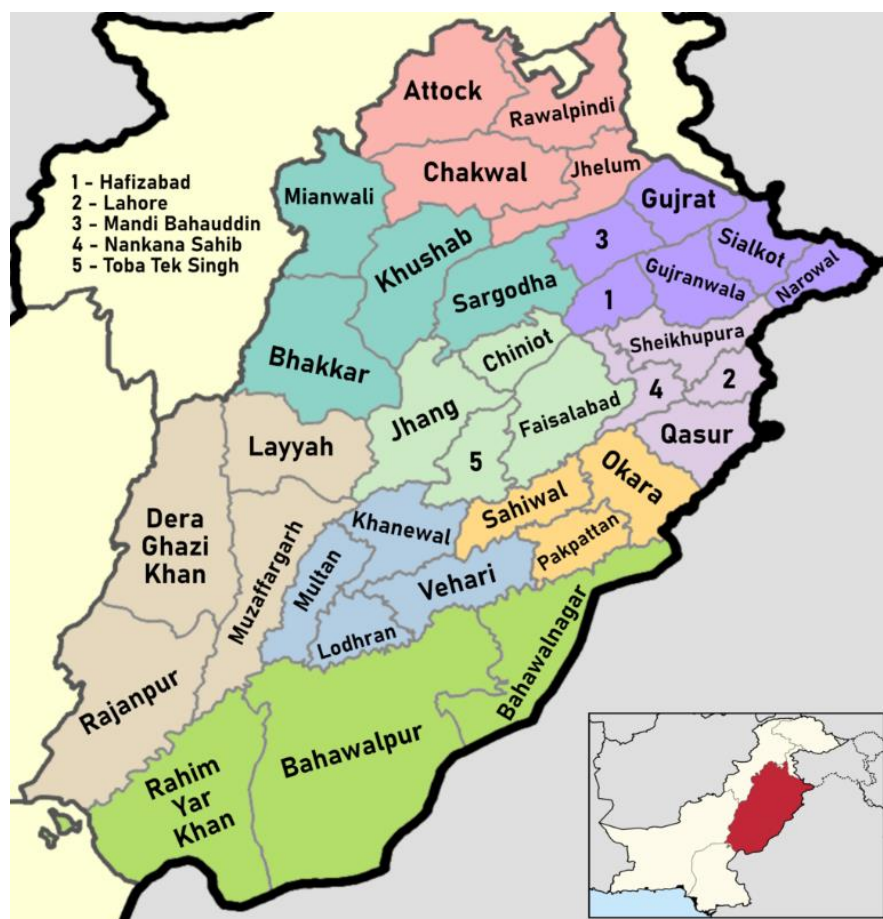 Attock
Rawalpindi
Chakwal
Jhelum
1 - Hafizabad
2 - Lahore
3 - Mandi Bahauddin
4 - Nankana Sahib
5 - Toba Tek Singh
Mianwali
Gujrat
3
Sialkot
Khushab
Gujranwala
Narowal
Sargodha
1
Sheikhupura
Bhakkar
Chiniot
4
2
Jhang
Faisalabad
Qasur
Layyah
5
Okara
Sahiwal
Dera
Ghazi
Khan
Khanewal
Pakpattan
Muzaffargarh
Multan
Vehari
Lodhran
Bahawalnagar
Rajanpur
Bahawalpur
Rahim
Yar
Khan